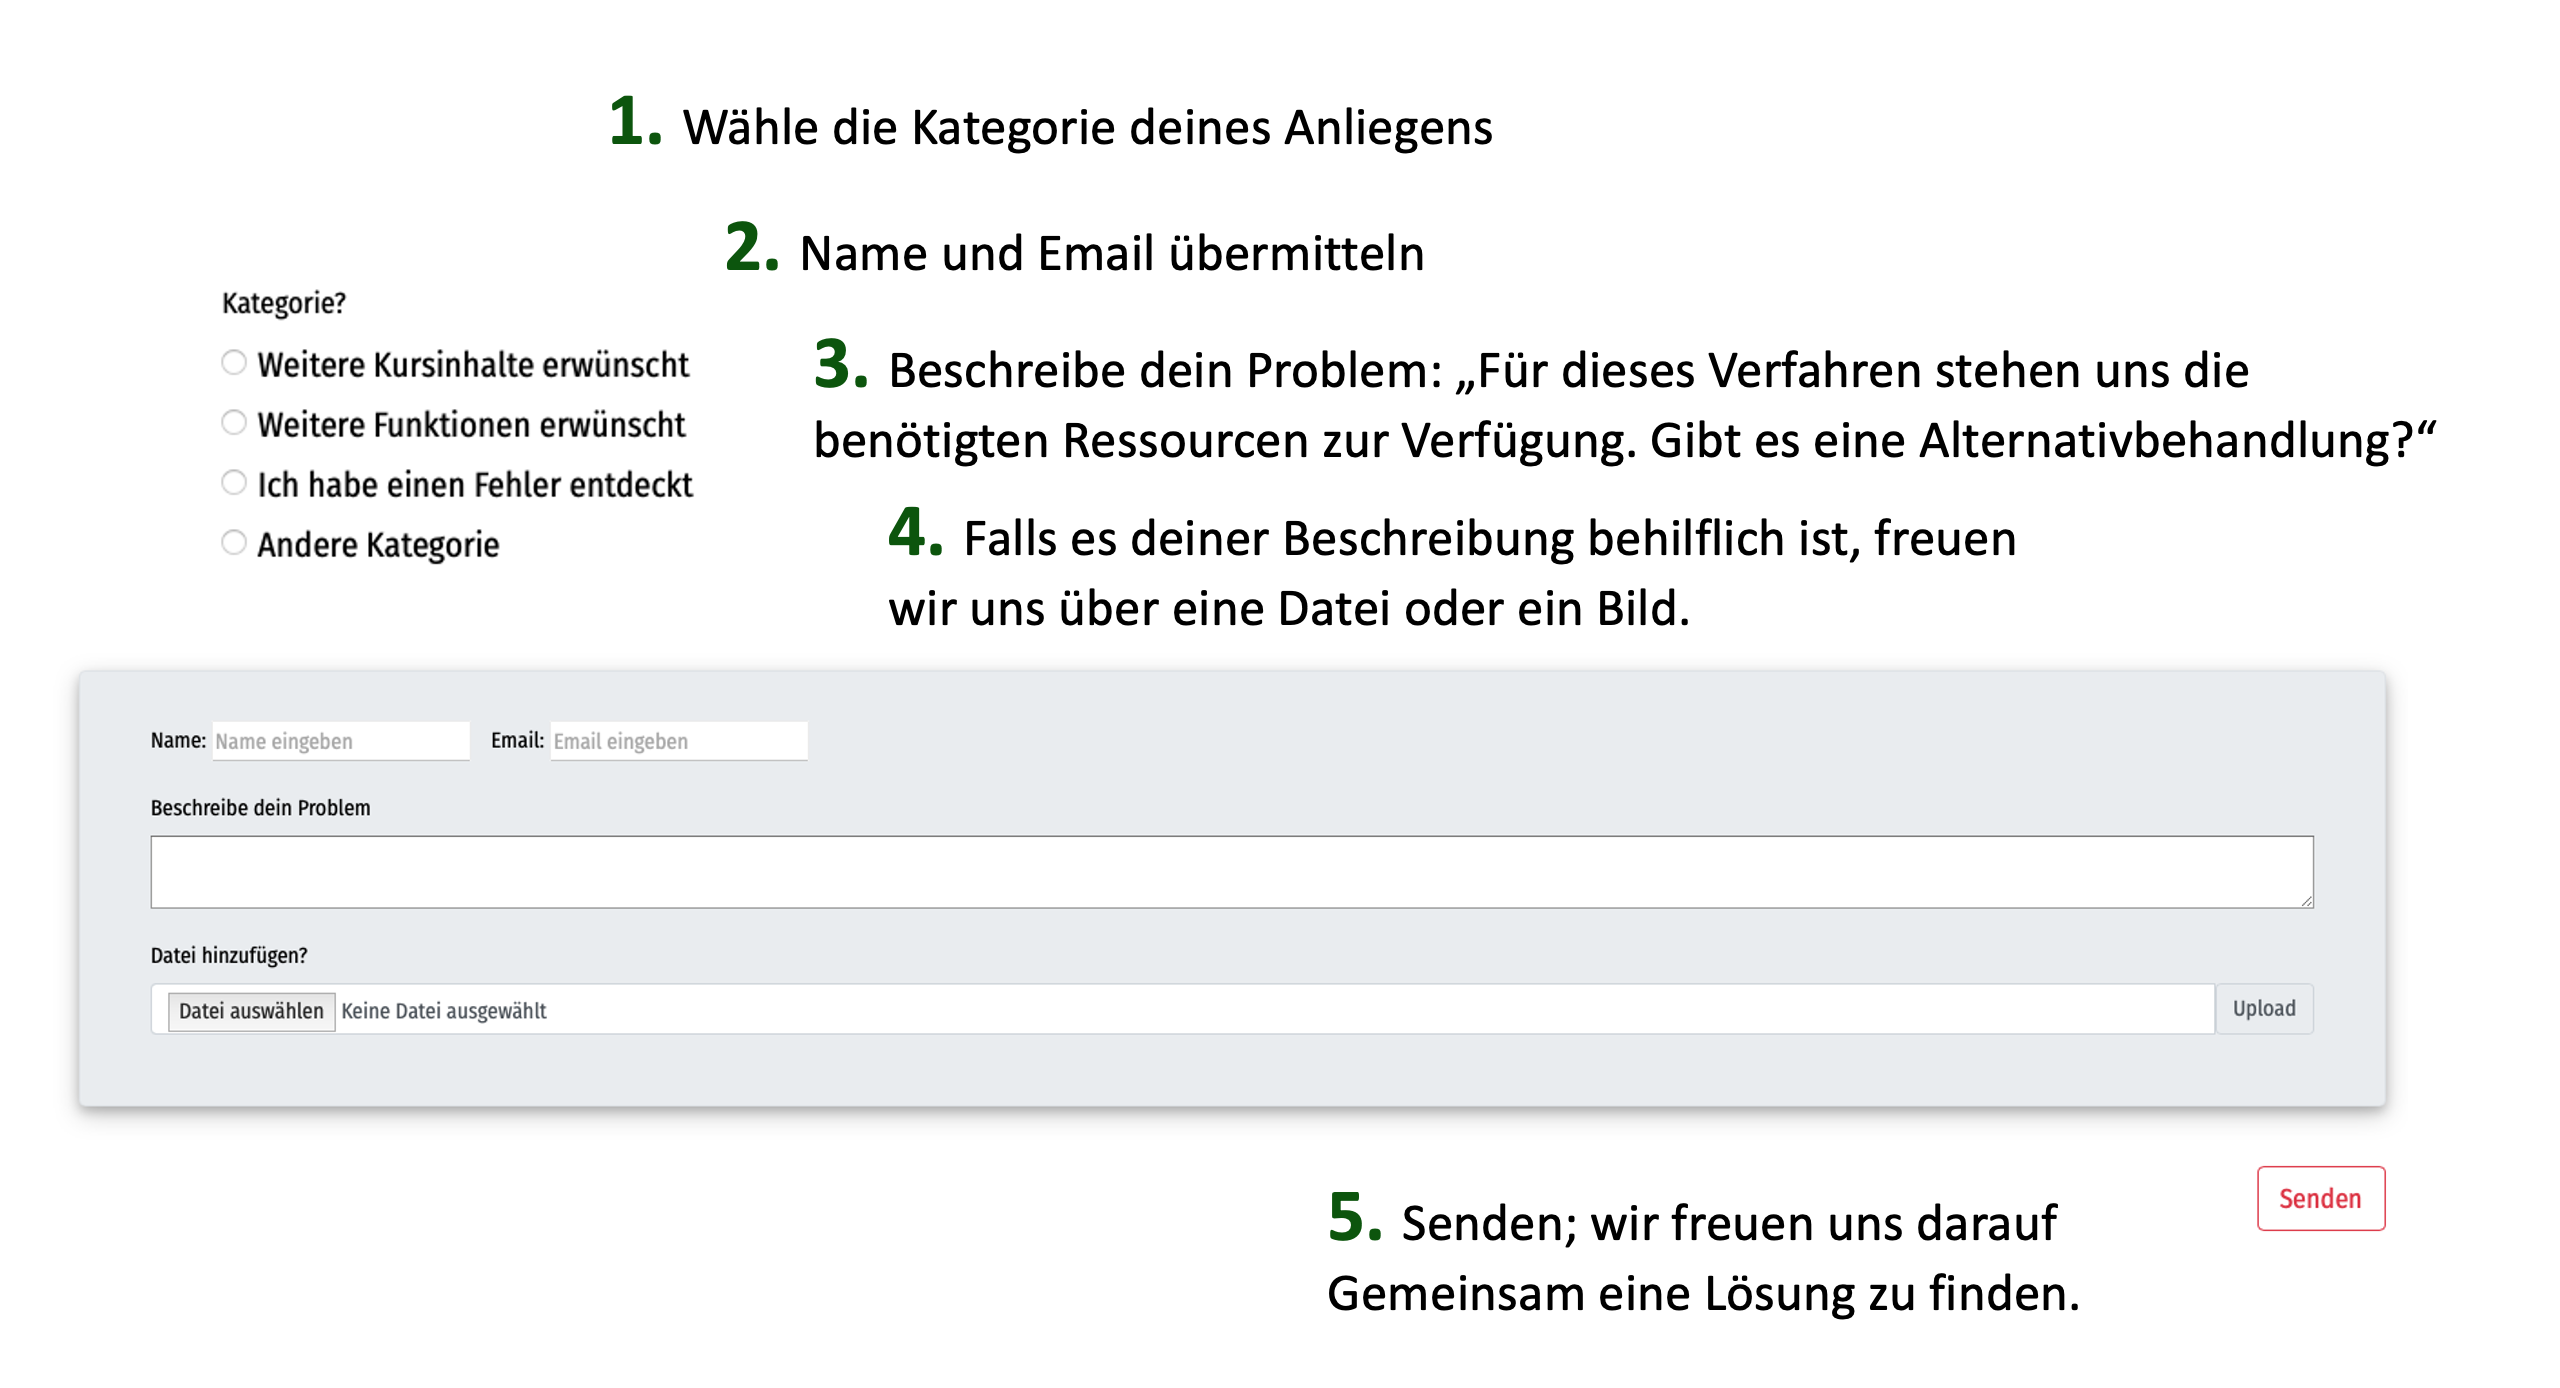 1. Wähle die Kategorie deines Anliegens
2. Name und Email übermitteln
Kategorie?
Weitere Kursinhalte erwünscht
Weitere Funktionen erwünscht
Ich habe einen Fehler entdeckt
Andere Kategorie
3. Beschreibe dein Problem: „Für dieses Verfahren stehen uns die
benötigten Ressourcen zur Verfügung. Gibt es eine Alternativbehandlung?“
4. Falls es deiner Beschreibung behilflich ist, freuen
wir uns über eine Datei oder ein Bild.
Name: Name eingeben Email: Email eingeben
Beschreibe dein Problem
Datei hinzufügen?
Datei auswählen Keine Datei ausgewählt Upload
Senden
5. Senden; wir freuen uns darauf
Gemeinsam eine Lösung zu finden.